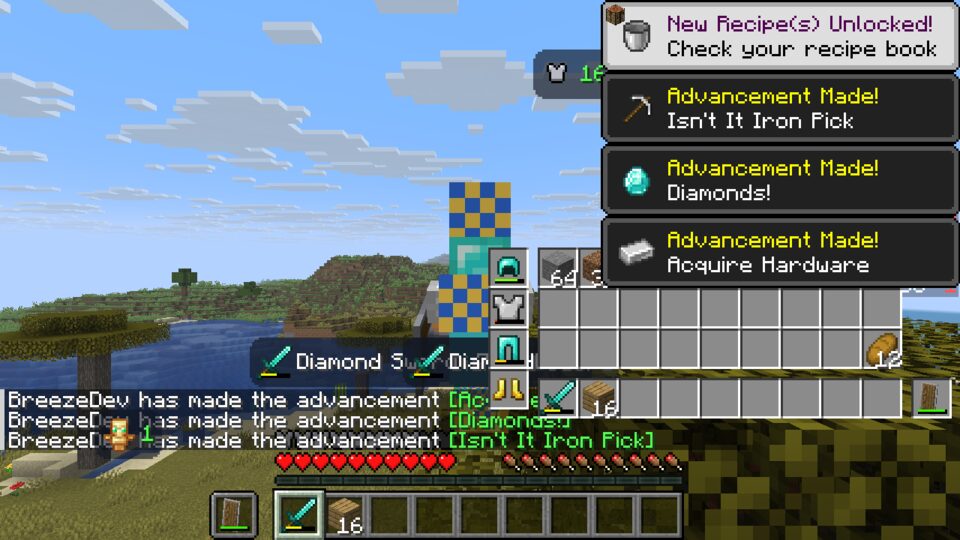 New Recipe(s) Unlocked!
Check your recipe book
16
Advancement Made!
Isn't It Iron Pick
Advancement Made!
Diamonds!
Advancement Made!
Acquire Hardware
64
12
Diamond
BreezeDev has made the advancement
BreezeDev has made the advancement [Diamonds!]
BreezeDev has made the advancement [Isn't It Iron Pick]
1
16
16